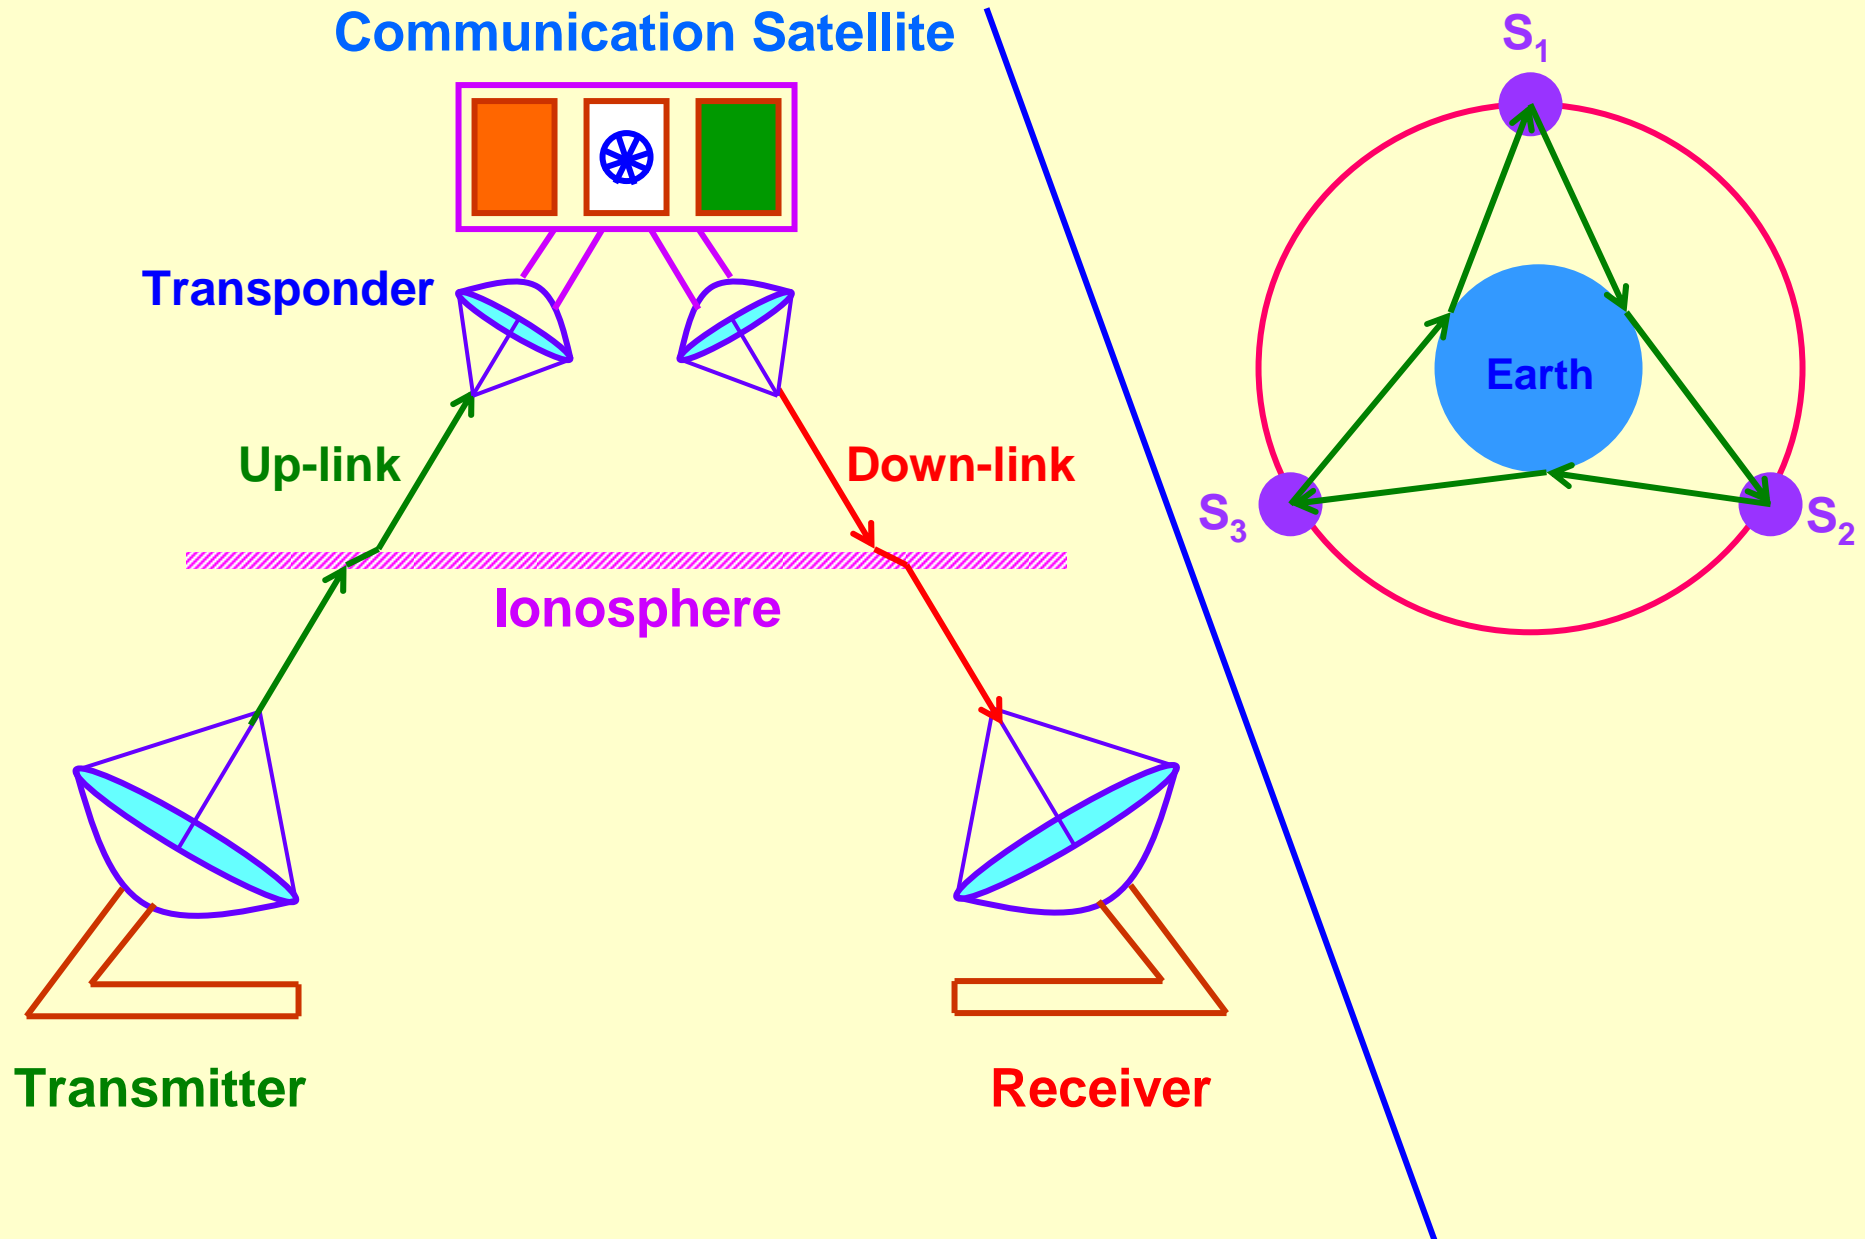 Communication Satellite
Transponder
Up-link
Down-link
Ionosphere
Transmitter
Receiver
S1
Earth
S3
S2